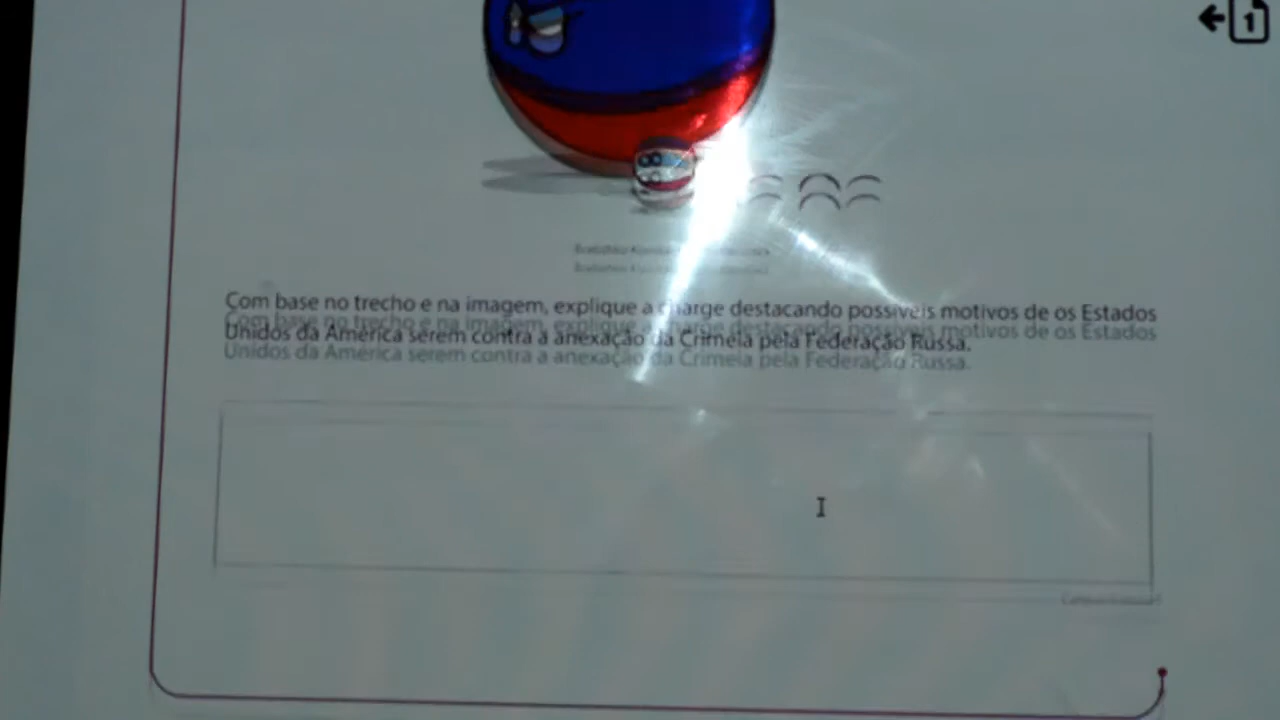 1
Com base no trecho e na imagem, explique a charge destacando possíveis motivos de os Estados
Unidos da América serem contra a anexação da Crimeia pela Federação Russa.